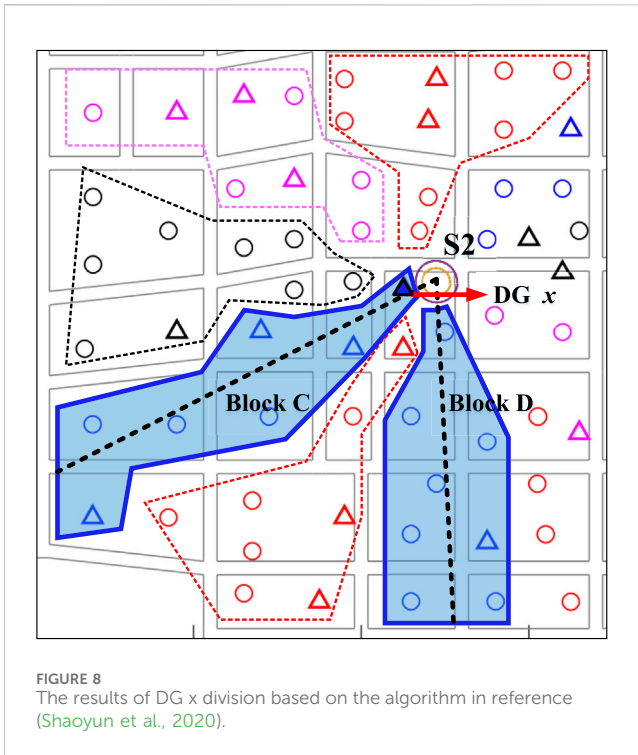 S2
DG x
Block C
Block D
FIGURE 8
The results of DG x division based on the algorithm in reference
(Shaoyun et al., 2020).